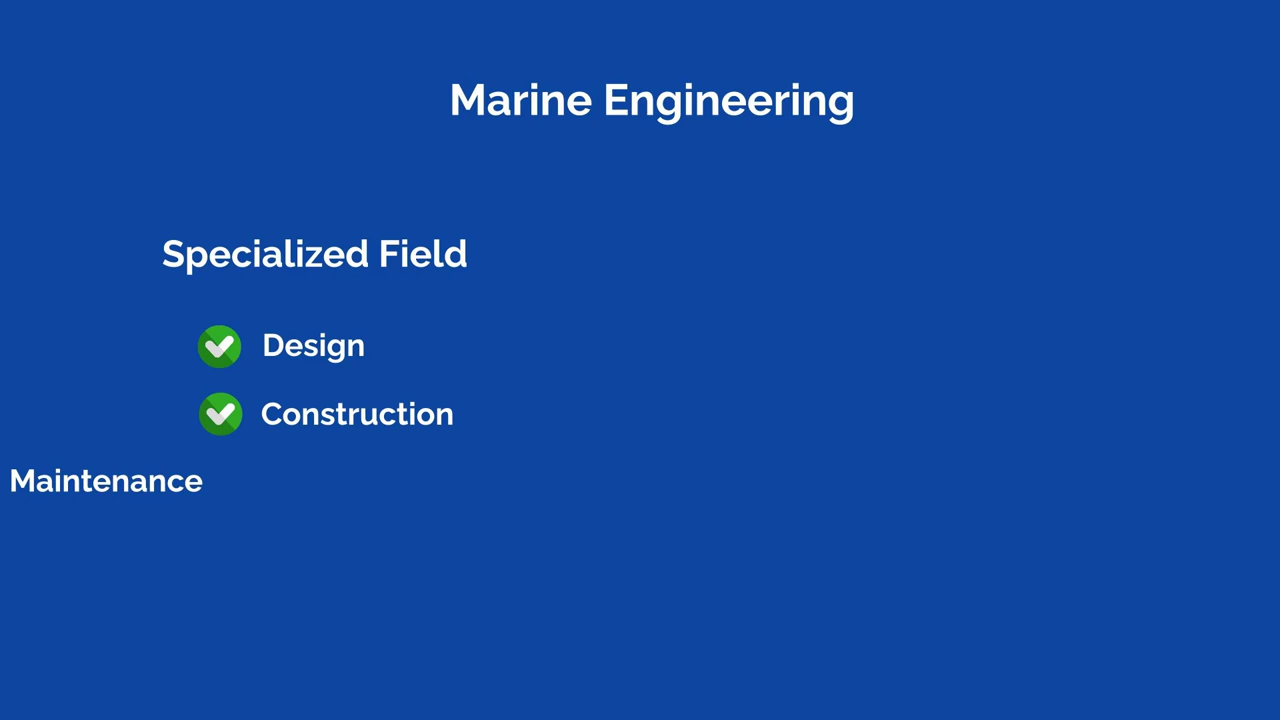 Marine Engineering
Specialized Field
Design
Construction
Maintenance